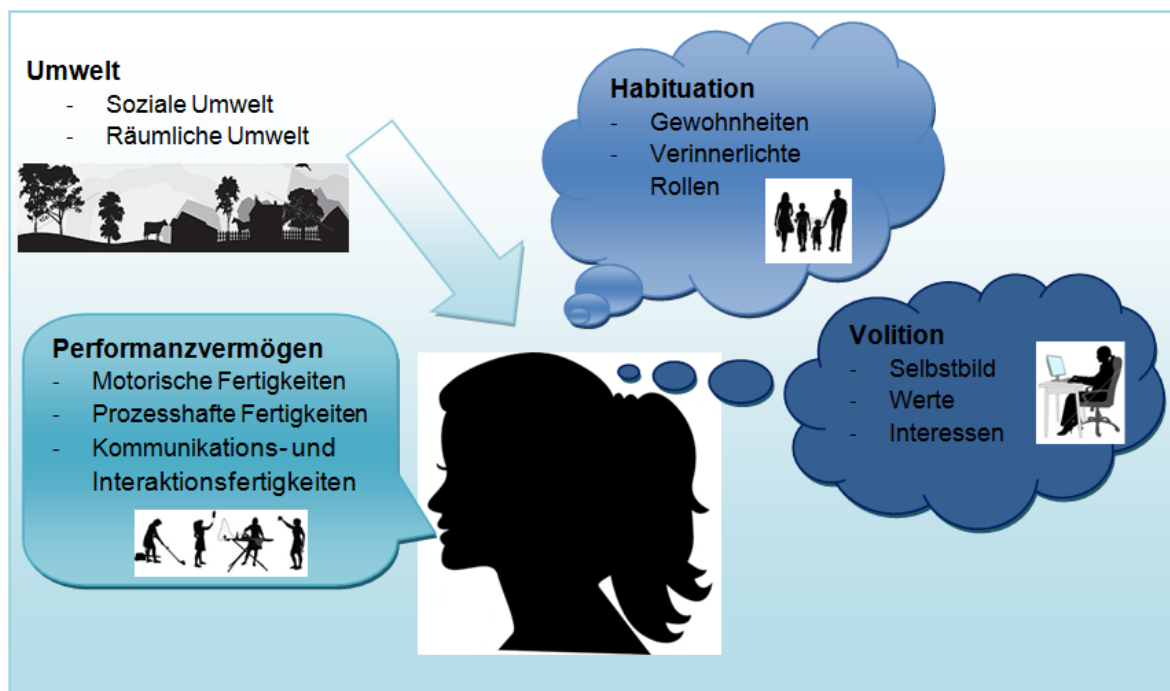 Umwelt
- Soziale Umwelt
- Räumliche Umwelt
Habituation
- Gewohnheiten
- Verinnerlichte
Rollen
Performanzvermögen
- Motorische Fertigkeiten
- Prozesshafte Fertigkeiten
- Kommunikations- und
Interaktionsfertigkeiten
Volition
- Selbstbild
- Werte
- Interessen